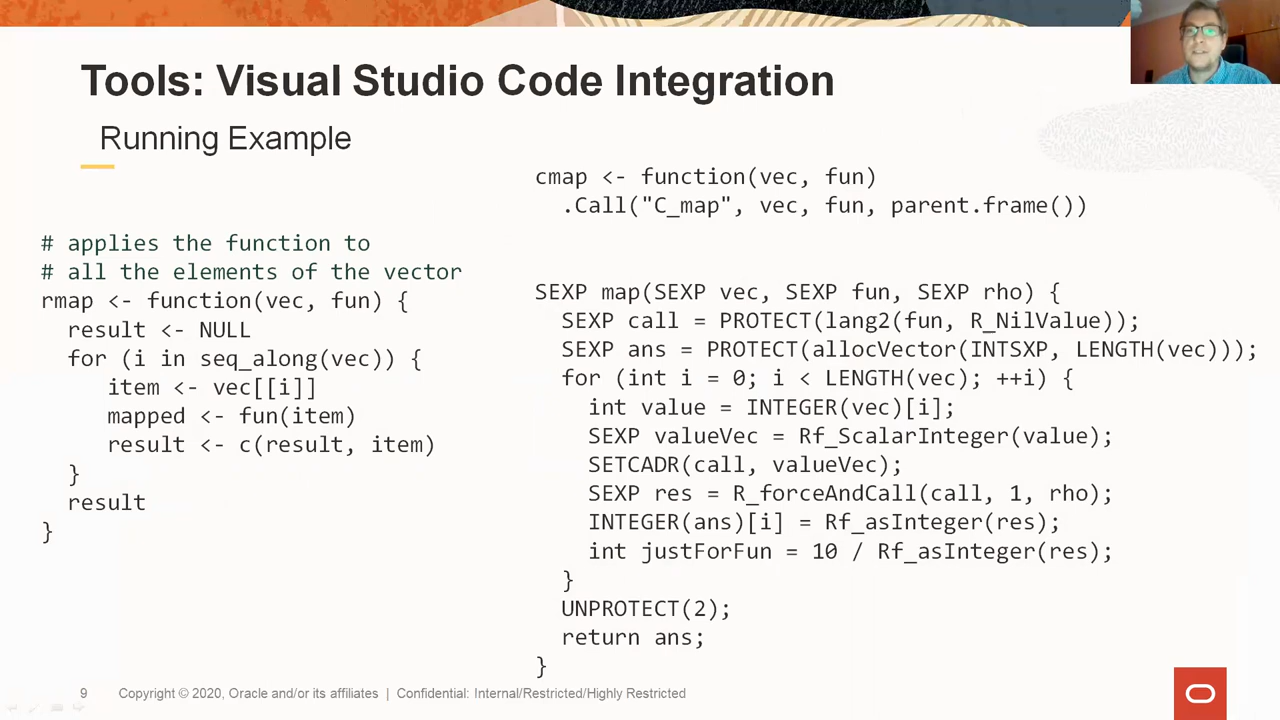 Tools: Visual Studio Code Integration
Running Example
# applies the function to
# all the elements of the vector
rmap <- function(vec, fun) {
  result <- NULL
  for (i in seq_along(vec)) {
     item <- vec[[i]]
     mapped <- fun(item)
     result <- c(result, item)
  }
  result
}
cmap <- function(vec, fun)
  .Call("C_map", vec, fun, parent.frame())
SEXP map(SEXP vec, SEXP fun, SEXP rho) {
  SEXP call = PROTECT(lang2(fun, R_NilValue));
  SEXP ans = PROTECT(allocVector(INTSXP, LENGTH(vec)));
  for (int i = 0; i < LENGTH(vec); ++i) {
    int value = INTEGER(vec)[i];
    SEXP valueVec = Rf_ScalarInteger(value);
    SETCADR(call, valueVec);
    SEXP res = R_forceAndCall(call, 1, rho);
    INTEGER(ans)[i] = Rf_asInteger(res);
    int justForFun = 10 / Rf_asInteger(res);
  }
  UNPROTECT(2);
  return ans;
}
9 Copyright © 2020, Oracle and/or its affiliates | Confidential: Internal/Restricted/Highly Restricted